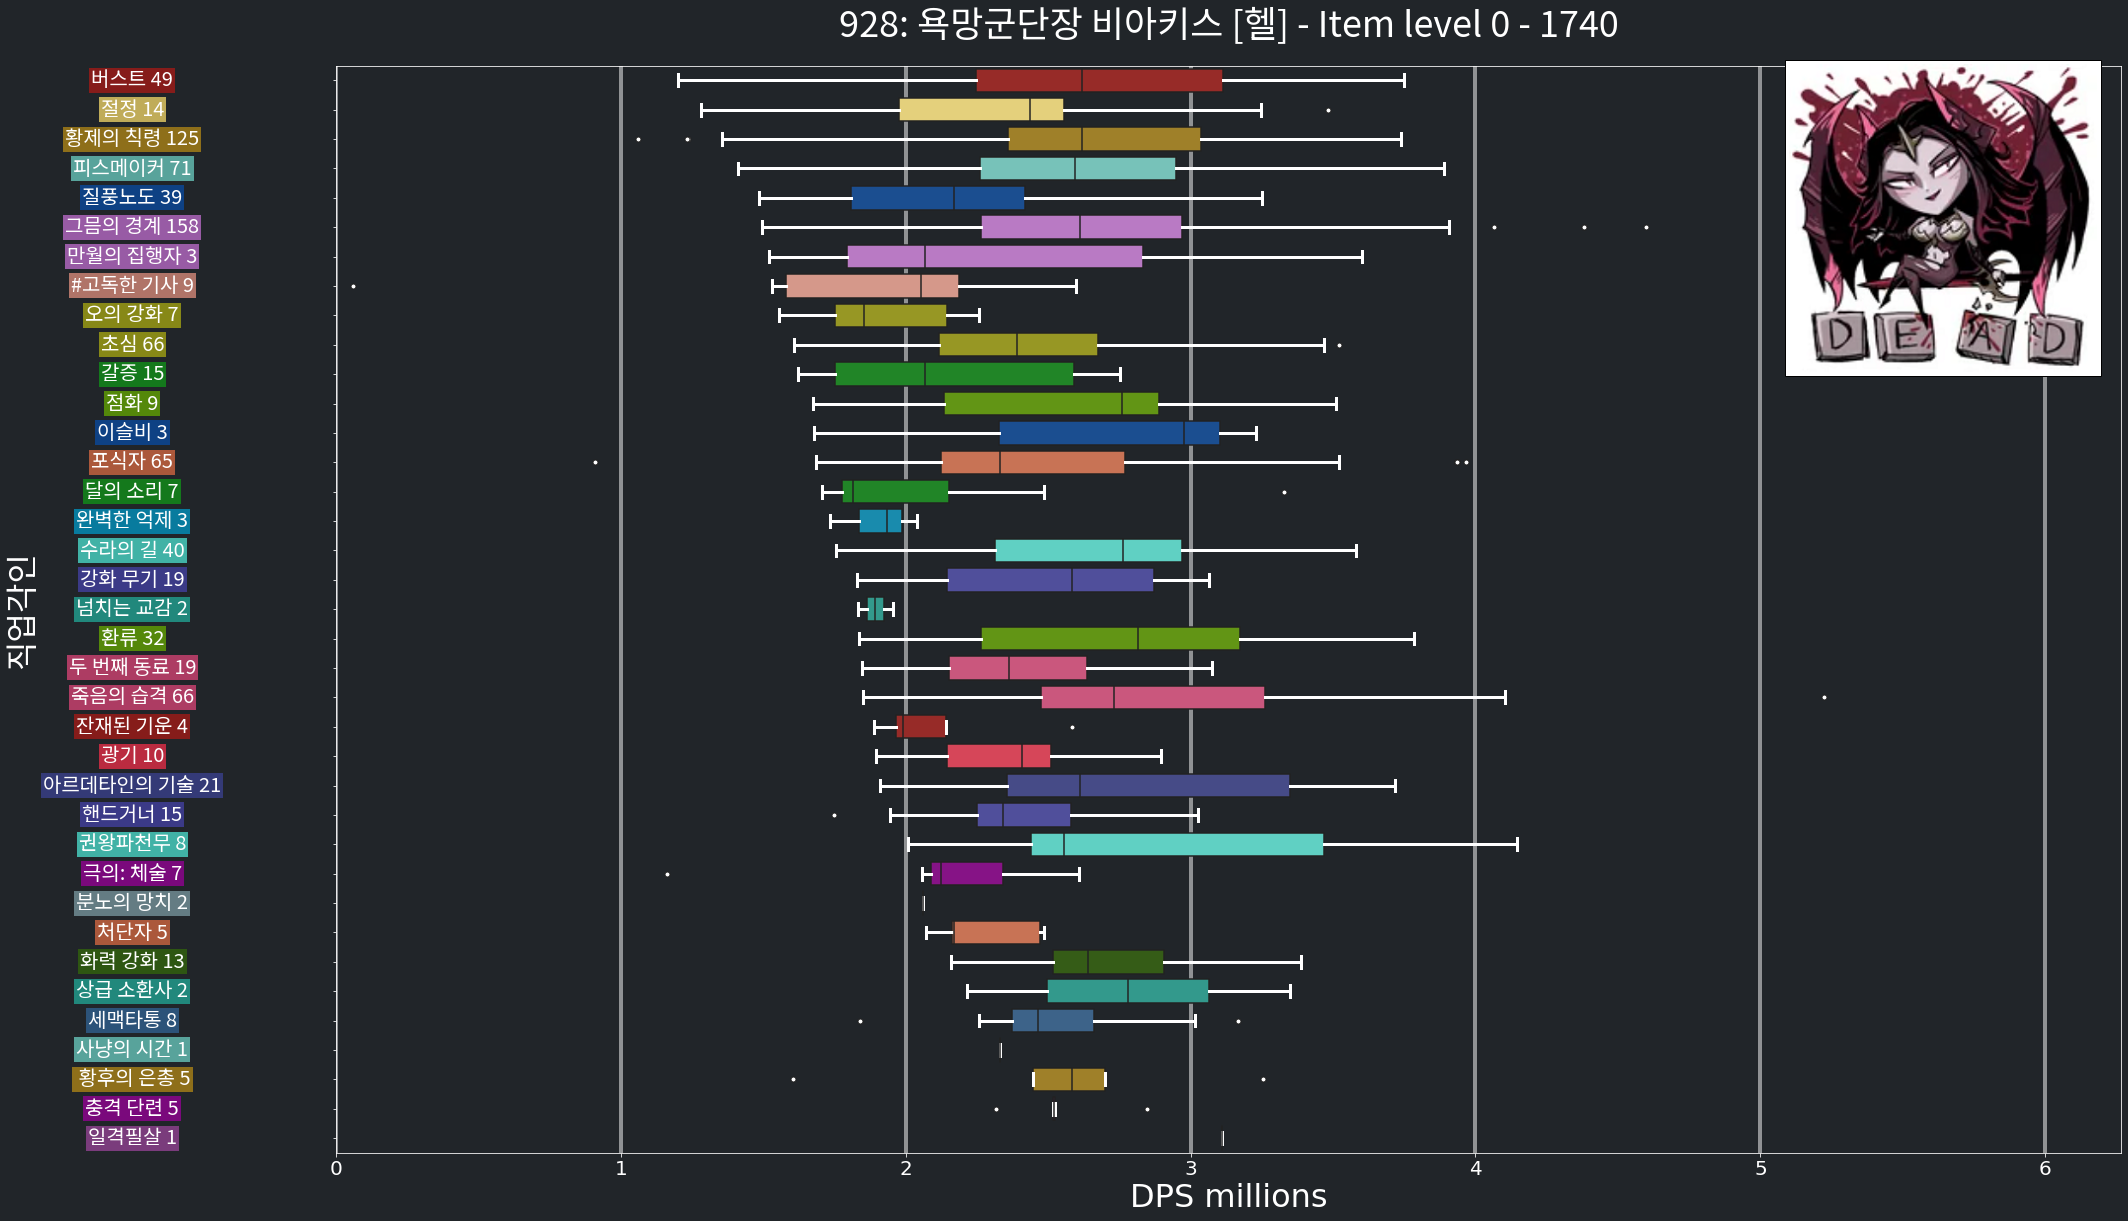 928: 욕망군단장 비아키스 [헬] - Item level 0 - 1740
버스트 49
절정 14
황제의 칙령 125
피스메이커 71
질풍노도 39
그믐의 경계 158
만월의 집행자 3
#고독한 기사 9
오의 강화 7
초심 66
갈증 15
점화 9
이슬비 3
포식자 65
달의 소리 7
완벽한 억제 3
수라의 길 40
강화 무기 19
넘치는 교감 2
환류 32
두 번째 동료 19
죽음의 습격 66
잔재된 기운 4
광기 10
아르데타인의 기술 21
핸드거너 15
권왕파천무 8
극의: 체술 7
분노의 망치 2
처단자 5
화력 강화 13
상급 소환사 2
세맥타통 8
사냥의 시간 1
황후의 은총 5
충격 단련 5
일격필살 1
직업각인
0 1 2 3 4 5 6
DPS millions
D E A D